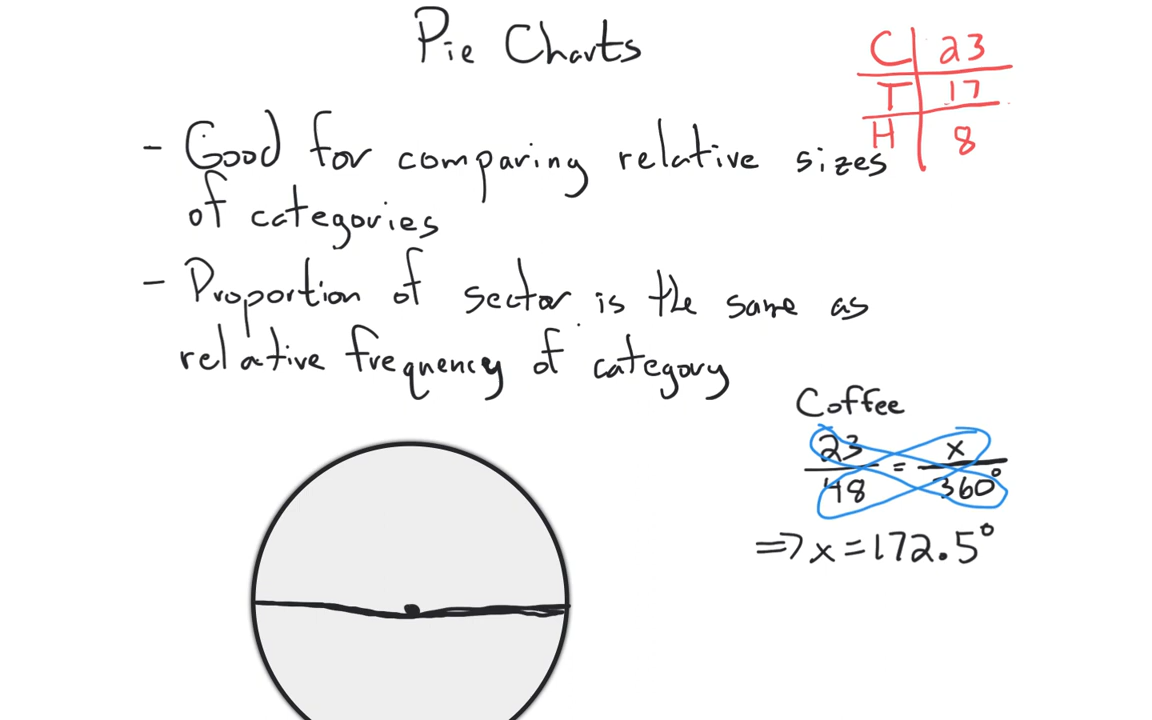 Pie Charts
C 23
T 17
H 8
- Good for comparing relative sizes
of categories
- Proportion of sector is the same as
relative frequency of category
Coffee
23/48 = x/360°
⇒ x = 172.5°